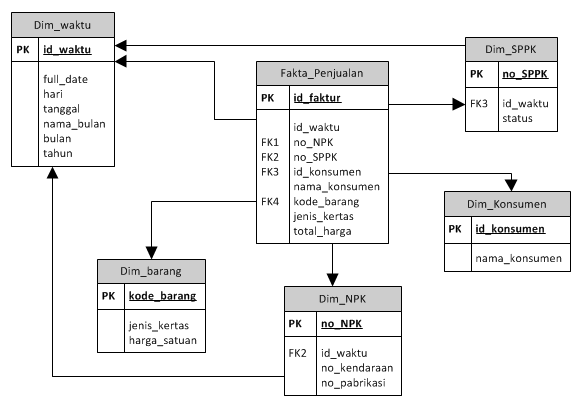 Dim_waktu
PK id_waktu
full_date
hari
tanggal
nama_bulan
bulan
tahun
Dim_SPPK
PK no_SPPK
FK3 id_waktu
status
Fakta_Penjualan
PK id_faktur
id_waktu
FK1 no_NPK
FK2 no_SPPK
FK3 id_konsumen
nama_konsumen
FK4 kode_barang
jenis_kertas
total_harga
Dim_Konsumen
PK id_konsumen
nama_konsumen
Dim_barang
PK kode_barang
jenis_kertas
harga_satuan
Dim_NPK
PK no_NPK
FK2 id_waktu
no_kendaraan
no_pabrikasi